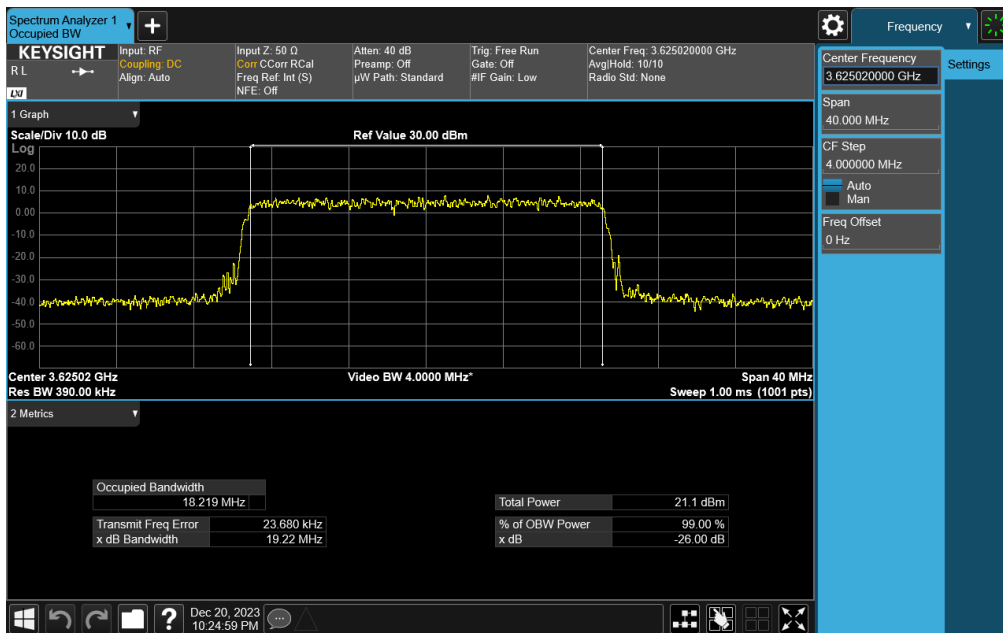 Spectrum Analyzer 1
Occupied BW
Frequency
KEYSIGHT
R L
LXI
Input: RF
Coupling: DC
Align: Auto
Input Z: 50 Ω
Corr CCorr RCal
Freq Ref: Int (S)
NFE: Off
Atten: 40 dB
Preamp: Off
µW Path: Standard
Trig: Free Run
Gate: Off
#IF Gain: Low
Center Freq: 3.625020000 GHz
Avg|Hold: 10/10
Radio Std: None
Center Frequency
3.625020000 GHz
Settings
Span
40.000 MHz
CF Step
4.000000 MHz
Auto
Man
Freq Offset
0 Hz
1 Graph
Scale/Div 10.0 dB
Ref Value 30.00 dBm
Log
20.0
10.0
0.00
-10.0
-20.0
-30.0
-40.0
-50.0
-60.0
Center 3.62502 GHz
Video BW 4.0000 MHz*
Span 40 MHz
Res BW 390.00 kHz
Sweep 1.00 ms (1001 pts)
2 Metrics
Occupied Bandwidth
18.219 MHz
Total Power 21.1 dBm
Transmit Freq Error 23.680 kHz
% of OBW Power 99.00 %
x dB Bandwidth 19.22 MHz
x dB -26.00 dB
?
Dec 20, 2023
10:24:59 PM